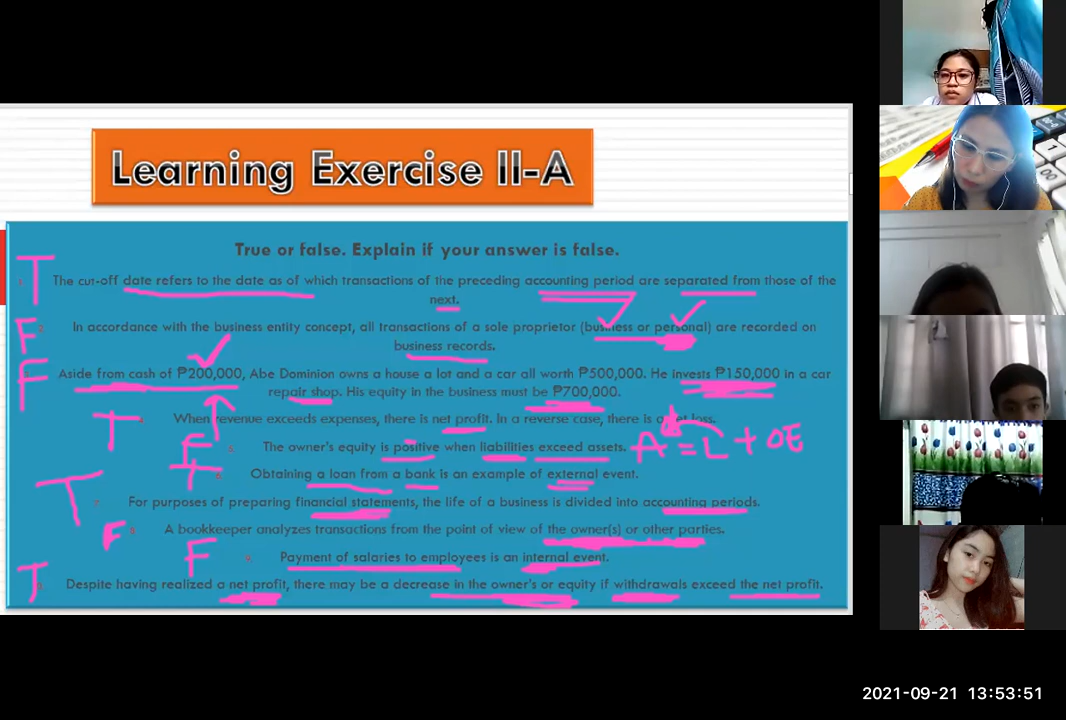 Learning Exercise II-A
True or false. Explain if your answer is false.
T
The cut-off date refers to the date as of which transactions of the preceding accounting period are separated from those of the
next.
F
In accordance with the business entity concept, all transactions of a sole proprietor (business or personal) are recorded on
business records.
F
Aside from cash of ₱200,000, Abe Dominion owns a house a lot and a car all worth ₱500,000. He invests ₱150,000 in a car
repair shop. His equity in the business must be ₱700,000.
T
When revenue exceeds expenses, there is net profit. In a reverse case, there is a net loss.
F
The owner's equity is positive when liabilities exceed assets. A = L + OE
T
Obtaining a loan from a bank is an example of external event.
T
For purposes of preparing financial statements, the life of a business is divided into accounting periods.
F
A bookkeeper analyzes transactions from the point of view of the owner(s) or other parties.
F
Payment of salaries to employees is an internal event.
T
Despite having realized a net profit, there may be a decrease in the owner's or equity if withdrawals exceed the net profit.
2021-09-21 13:53:51